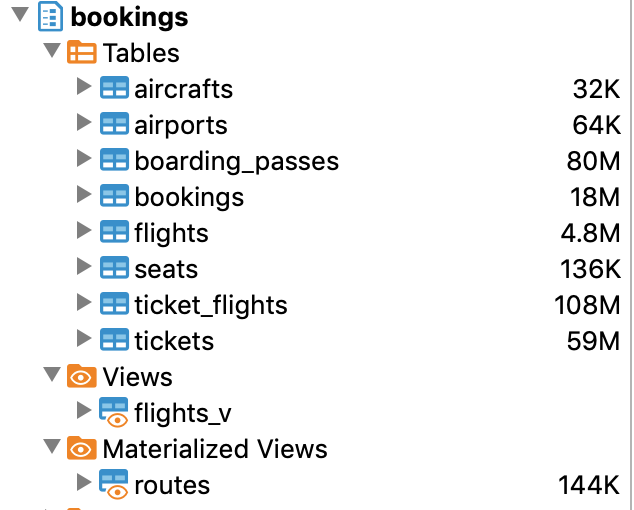 bookings
Tables
aircrafts 32K
airports 64K
boarding_passes 80M
bookings 18M
flights 4.8M
seats 136K
ticket_flights 108M
tickets 59M
Views
flights_v
Materialized Views
routes 144K